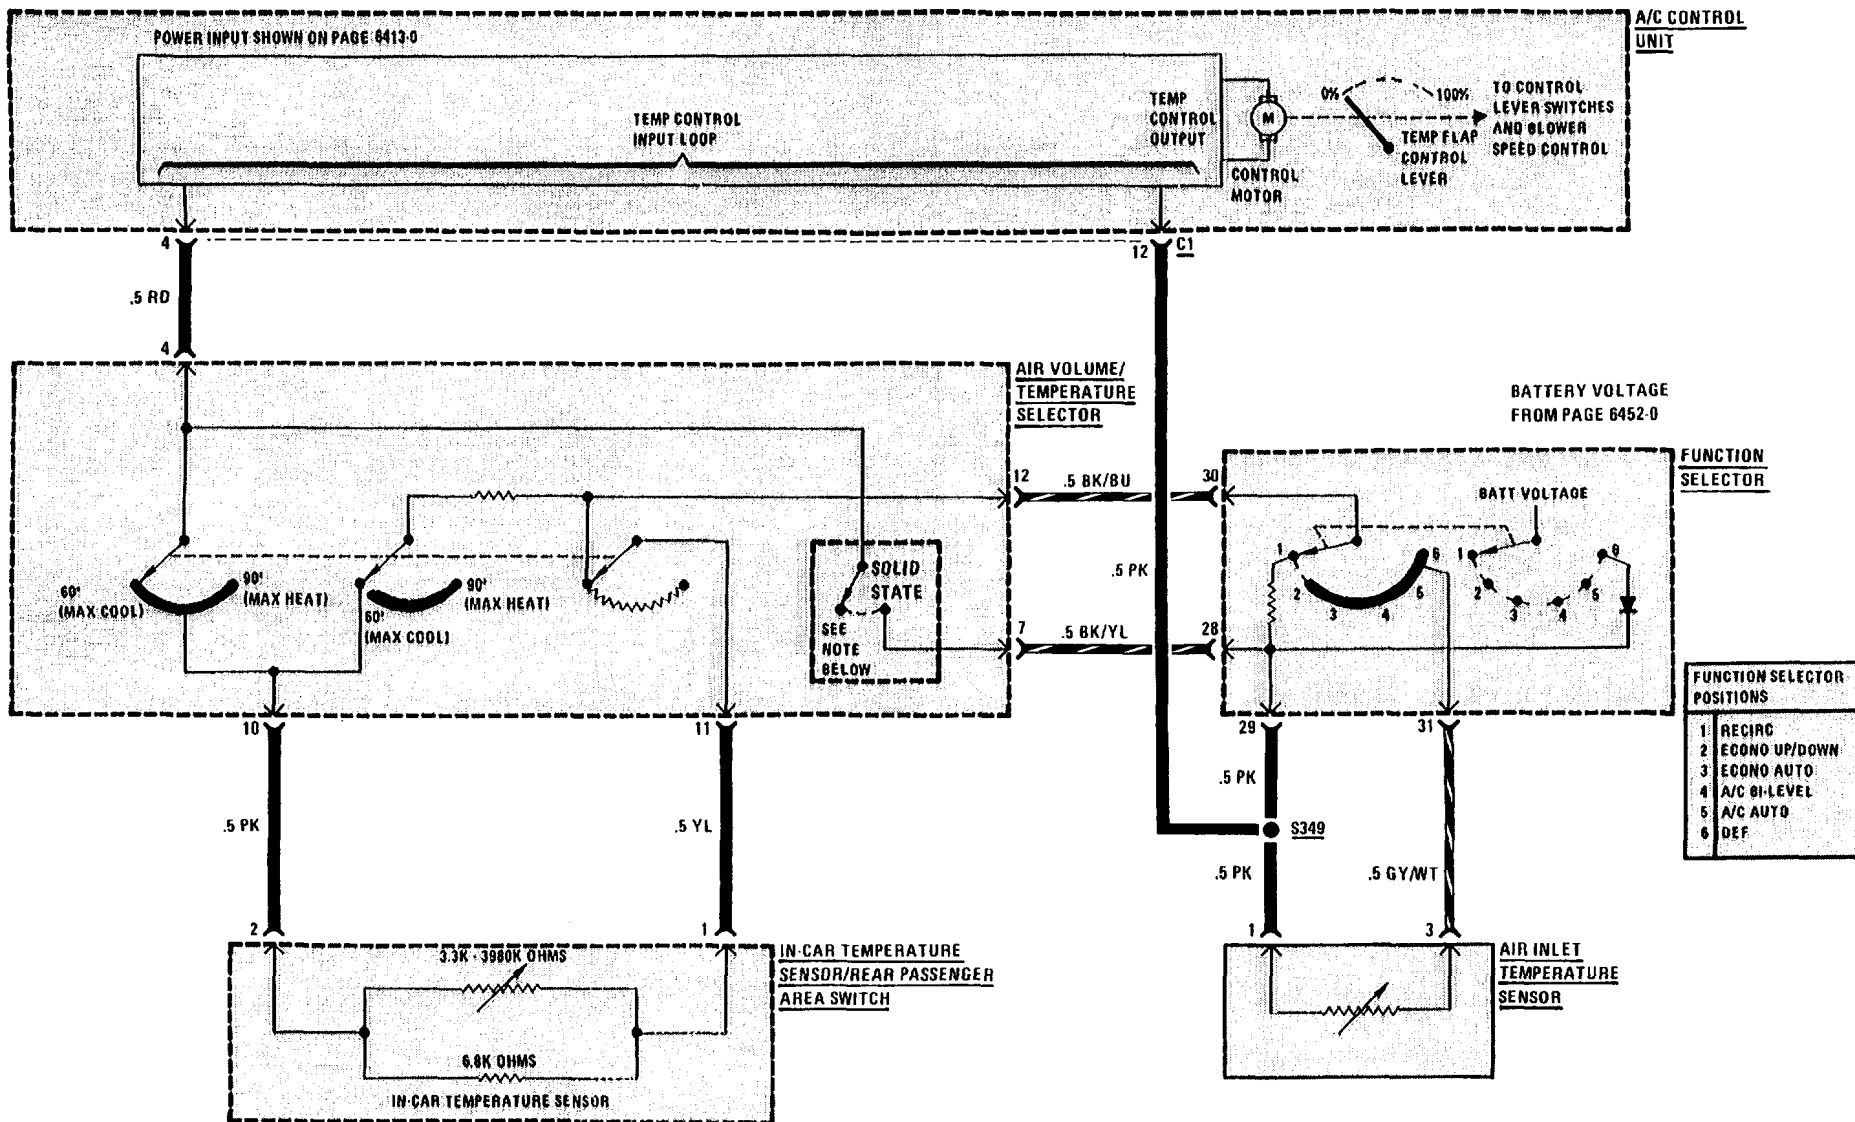 A/C CONTROL
UNIT
POWER INPUT SHOWN ON PAGE 6413-0
TEMP CONTROL
INPUT LOOP
TEMP
CONTROL
OUTPUT
M
CONTROL
MOTOR
0%
100%
TEMP FLAP
CONTROL
LEVER
TO CONTROL
LEVER SWITCHES
AND BLOWER
SPEED CONTROL
4
12
C1
.5 RD
4
AIR VOLUME/
TEMPERATURE
SELECTOR
BATTERY VOLTAGE
FROM PAGE 6452-0
FUNCTION
SELECTOR
12
.5 BK/BU
30
BATT VOLTAGE
60°
(MAX COOL)
90°
(MAX HEAT)
60°
(MAX COOL)
90°
(MAX HEAT)
SOLID
STATE
SEE
NOTE
BELOW
.5 PK
7
.5 BK/YL
28
1
2
3
4
5
6
1
2
3
4
5
6
FUNCTION SELECTOR
POSITIONS
1 RECIRC
2 ECONO UP/DOWN
3 ECONO AUTO
4 A/C BI-LEVEL
5 A/C AUTO
6 DEF
10
11
29
31
.5 PK
.5 PK
.5 YL
S349
.5 PK
.5 GY/WT
2
1
1
3
IN-CAR TEMPERATURE
SENSOR/REAR PASSENGER
AREA SWITCH
3.3K - 3980K OHMS
6.8K OHMS
IN-CAR TEMPERATURE SENSOR
AIR INLET
TEMPERATURE
SENSOR